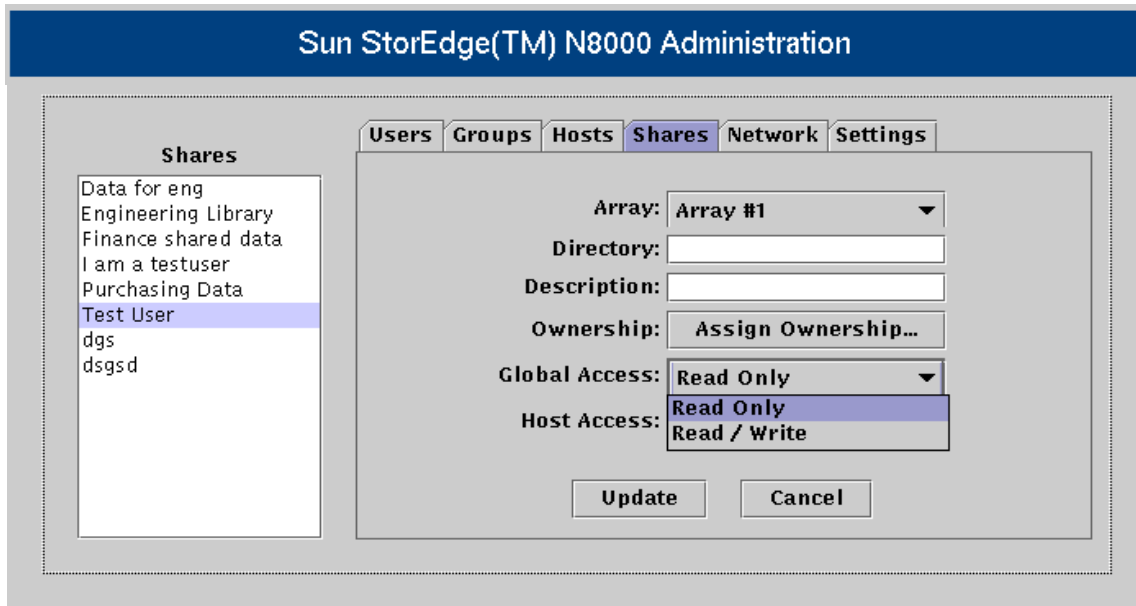 Sun StorEdge(TM) N8000 Administration
Shares
Data for eng
Engineering Library
Finance shared data
I am a testuser
Purchasing Data
Test User
dgs
dsgsd
Users Groups Hosts Shares Network Settings
Array: Array #1
Directory:
Description:
Ownership: Assign Ownership...
Global Access: Read Only
Read Only
Host Access:
Read / Write
Update Cancel